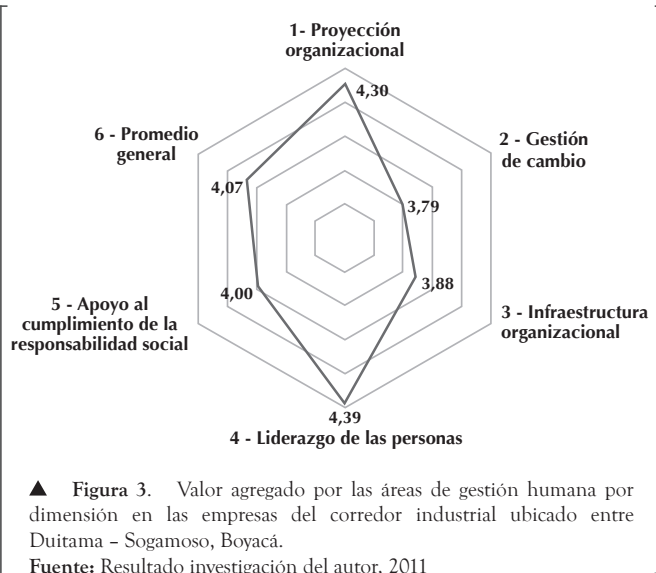 1- Proyección
organizacional
4,30
6 - Promedio
general
2 - Gestión
de cambio
4,07
3,79
3,88
4,00
5 - Apoyo al
cumplimiento de la
responsabilidad social
3 - Infraestructura
organizacional
4,39
4 - Liderazgo de las personas
▲ Figura 3. Valor agregado por las áreas de gestión humana por
dimensión en las empresas del corredor industrial ubicado entre
Duitama – Sogamoso, Boyacá.
Fuente: Resultado investigación del autor, 2011